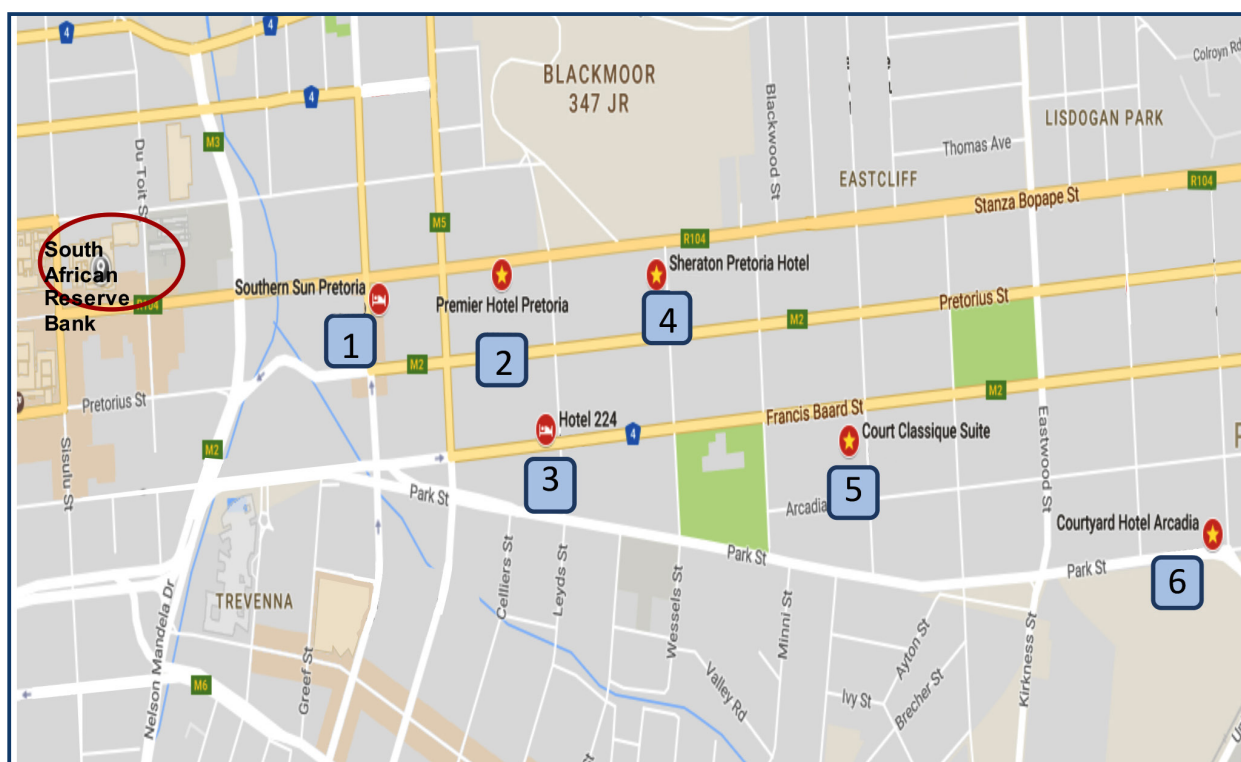 4
4
BLACKMOOR
347 JR
Colroyn Rd
4
LISDOGAN PARK
Blackwood St
M3
Thomas Ave
Du Toit St
EASTCLIFF
R104
Stanza Bopape St
M5
R104
South
African
Reserve
Bank
R104
Sheraton Pretoria Hotel
Southern Sun Pretoria
Premier Hotel Pretoria
Pretorius St
4
M2
1
2
M2
Pretorius St
M2
Francis Baard St
Hotel 224
4
Court Classique Suite
Sisulu St
M2
Eastwood St
3
5
Park St
Arcadia
Courtyard Hotel Arcadia
Park St
Park St
6
TREVENNA
Celliers St
Leyds St
Wessels St
Minni St
Nelson Mandela Dr
Greef St
Kirkness St
Ayton St
Valley Rd
Ivy St
Brecher St
M6